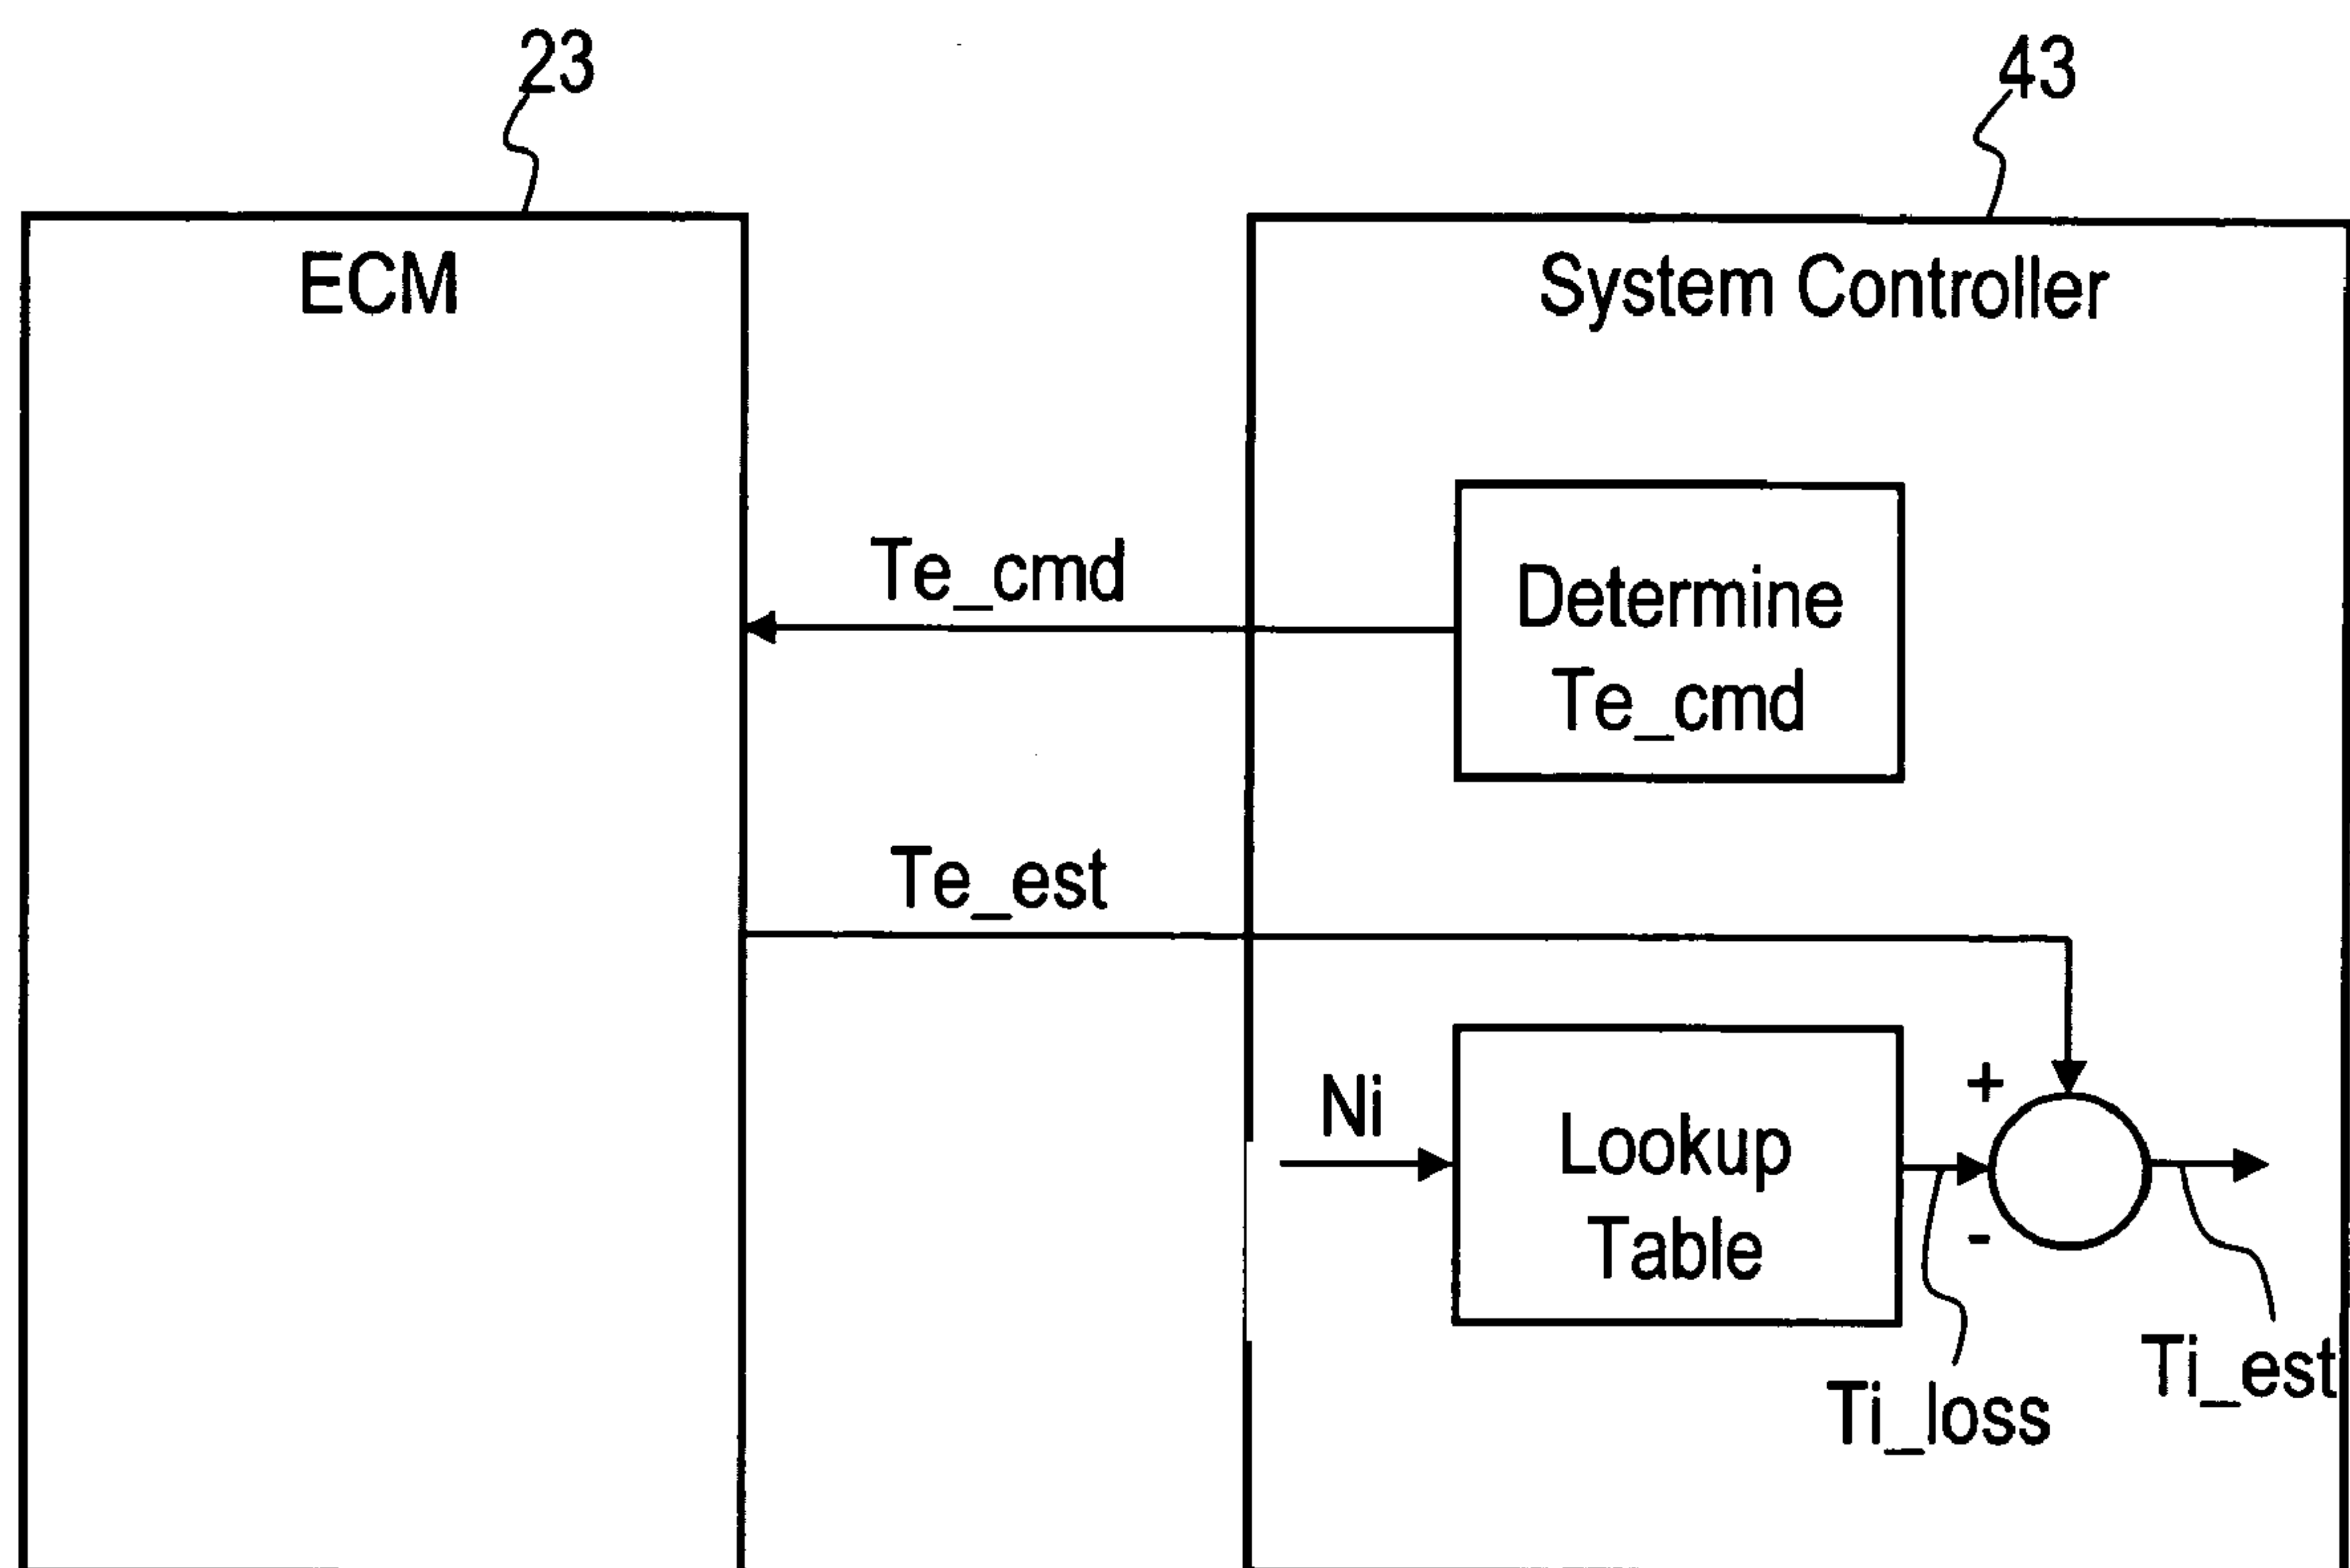 23
43
ECM
System Controller
Te_cmd
Determine
Te_cmd
Te_est
Ni
Lookup
Table
+
-
Ti_loss
Ti_est